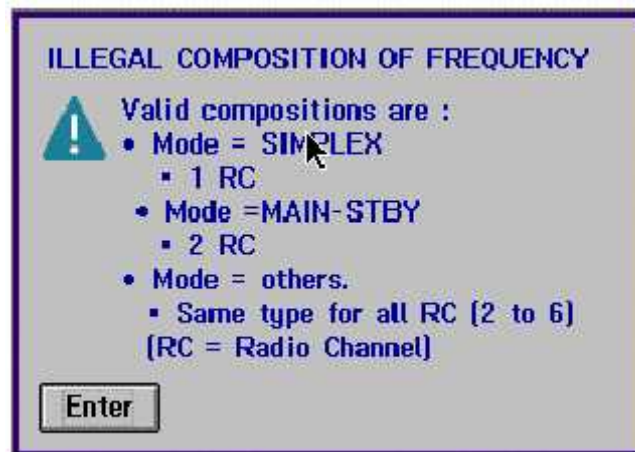 ILLEGAL COMPOSITION OF FREQUENCY
Valid compositions are :
• Mode = SIMPLEX
▪ 1 RC
• Mode =MAIN-STBY
▪ 2 RC
• Mode = others.
▪ Same type for all RC (2 to 6)
(RC = Radio Channel)
Enter